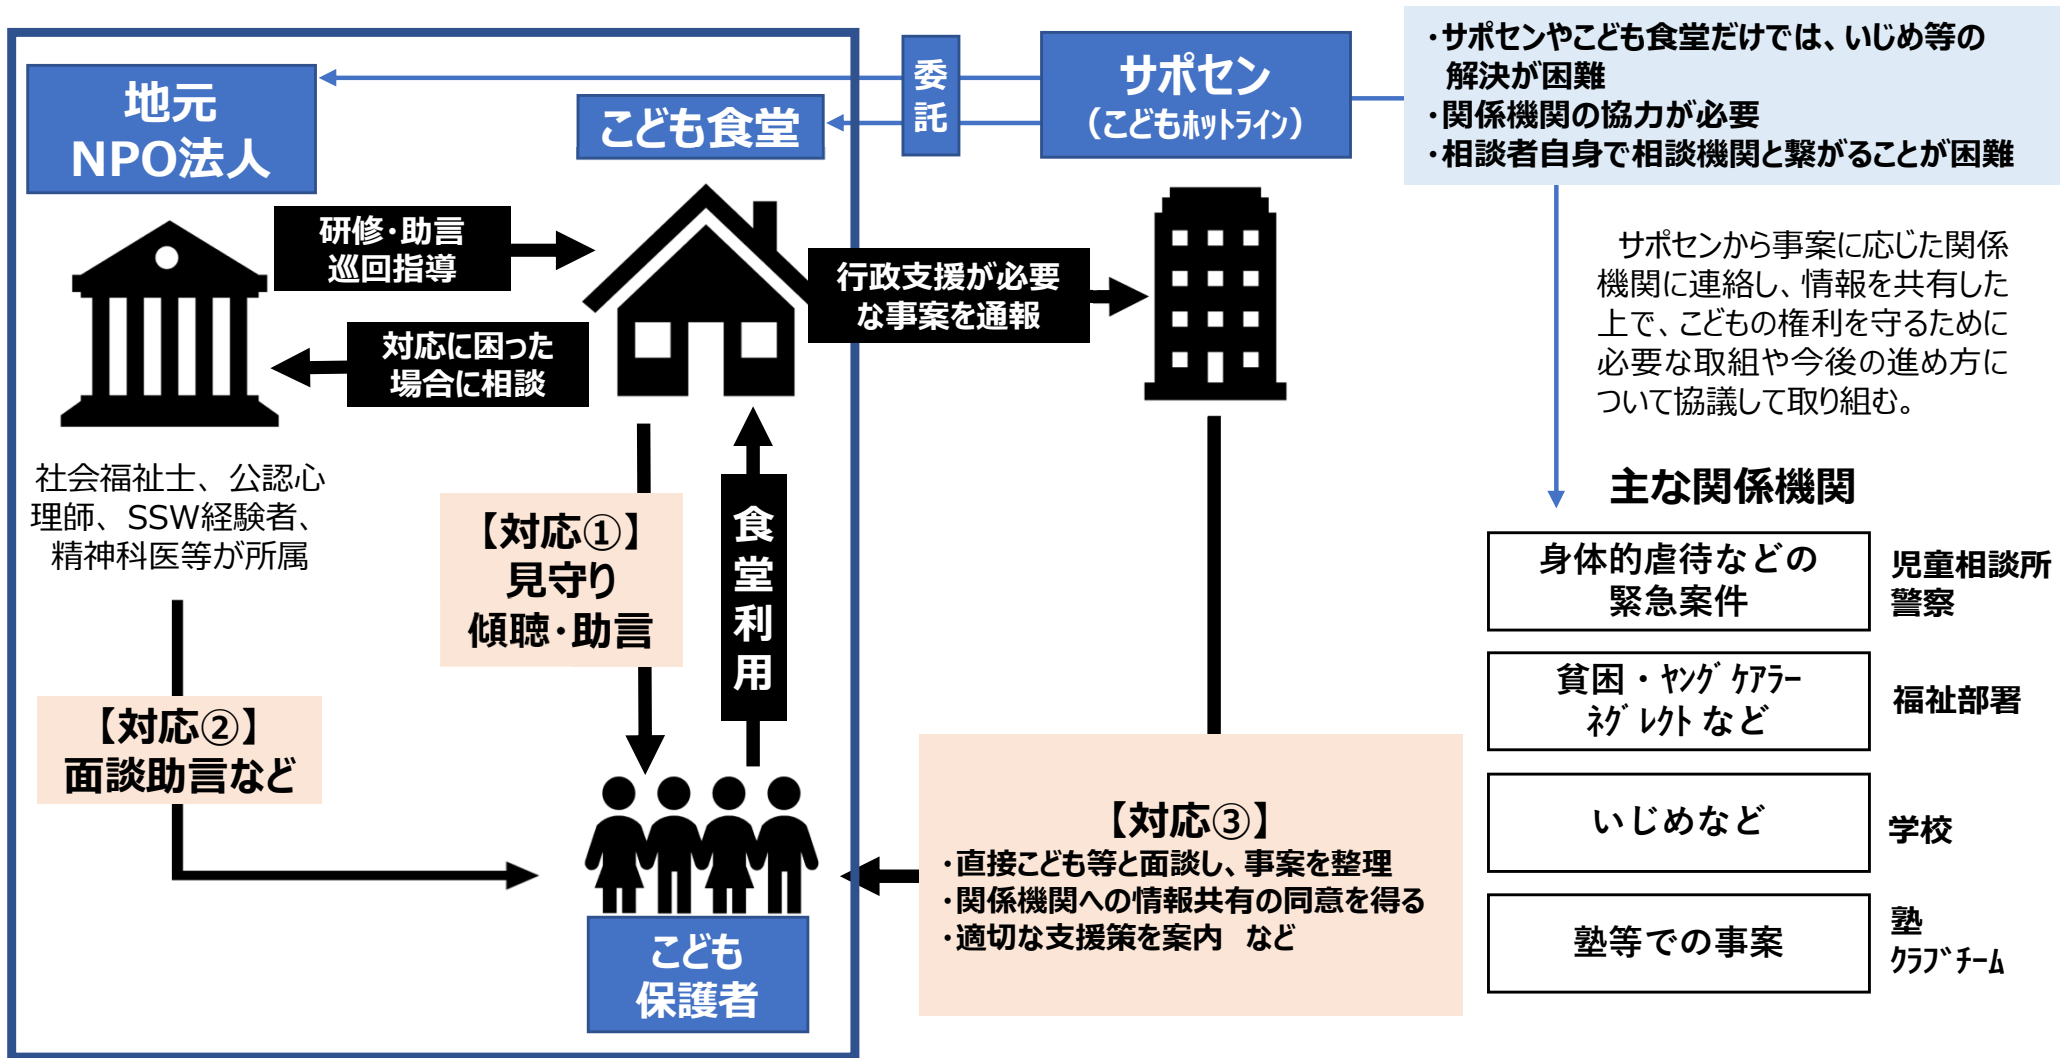 地元
NPO法人
こども食堂
委託
サポセン
（こどもﾎｯﾄﾗｲﾝ）
・サポセンやこども食堂だけでは、いじめ等の
解決が困難
・関係機関の協力が必要
・相談者自身で相談機関と繋がることが困難
研修・助言
巡回指導
対応に困った
場合に相談
行政支援が必要
な事案を通報
サポセンから事案に応じた関係
機関に連絡し、情報を共有した
上で、こどもの権利を守るために
必要な取組や今後の進め方に
ついて協議して取り組む。
社会福祉士、公認心
理師、SSW経験者、
精神科医等が所属
【対応①】
見守り
傾聴・助言
食堂利用
【対応②】
面談助言など
こども
保護者
【対応③】
・直接こども等と面談し、事案を整理
・関係機関への情報共有の同意を得る
・適切な支援策を案内　など
主な関係機関
身体的虐待などの
緊急案件
児童相談所
警察
貧困・ﾔﾝｸﾞｹｱﾗｰ
ﾈｸﾞﾚｸﾄなど
福祉部署
いじめなど
学校
塾等での事案
塾
ｸﾗﾌﾞﾁｰﾑ